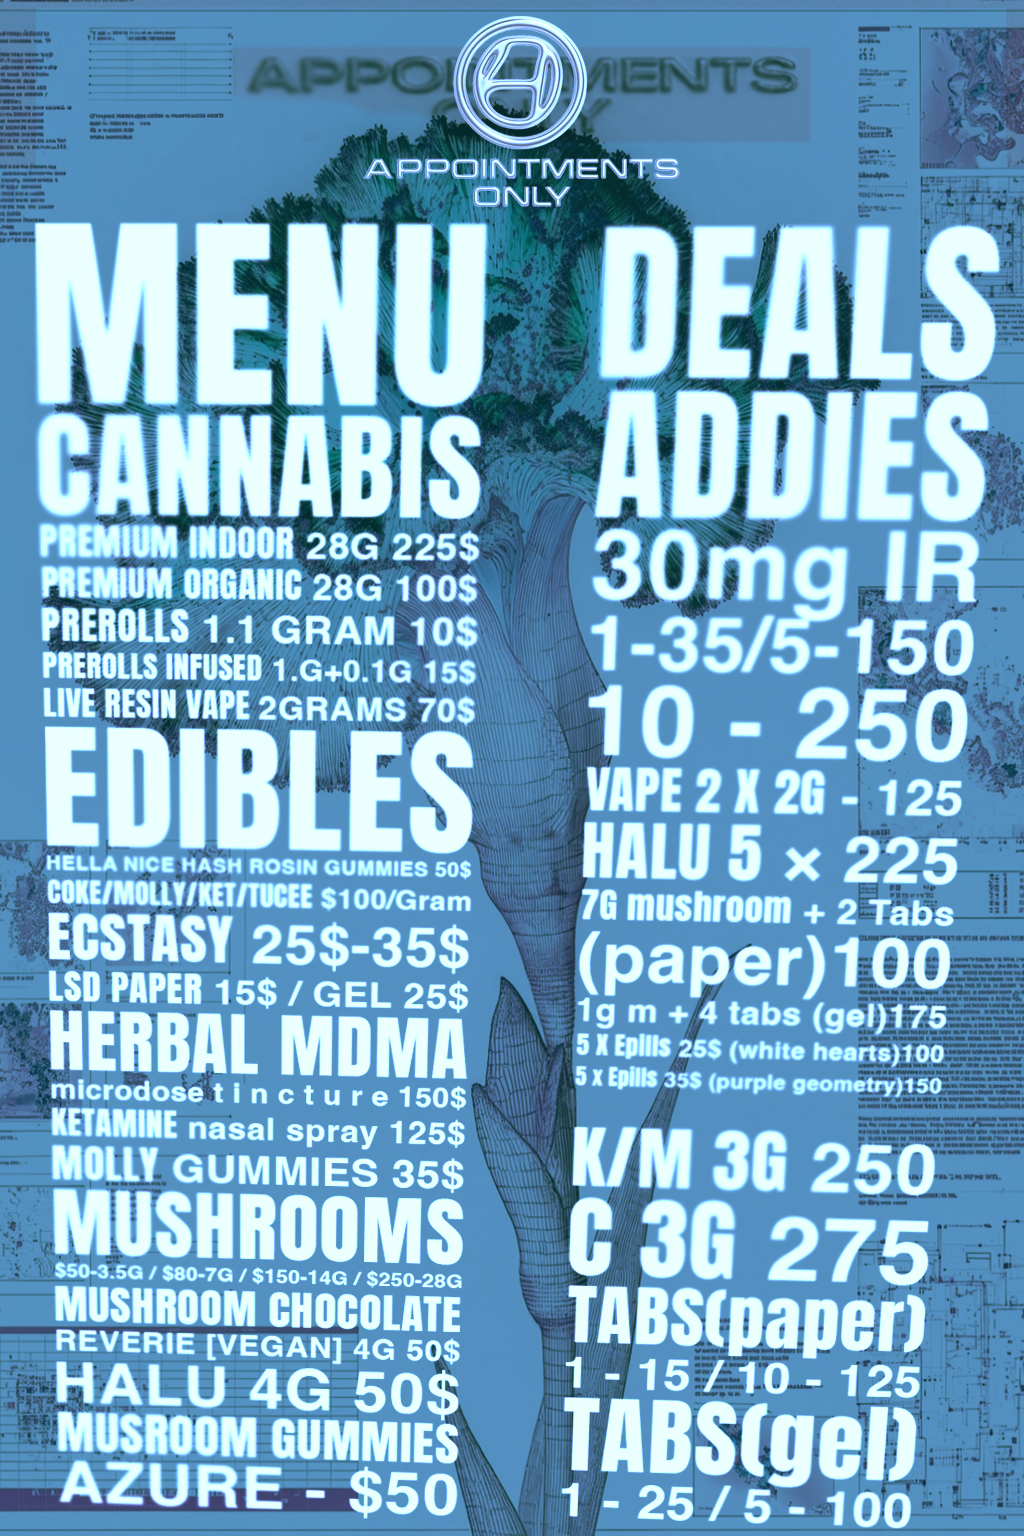 APPOINTMENTS
ONLY
MENU
CANNABIS
PREMIUM INDOOR 28G 225$
PREMIUM ORGANIC 28G 100$
PREROLLS 1.1 GRAM 10$
PREROLLS INFUSED 1.G+0.1G 15$
LIVE RESIN VAPE 2GRAMS 70$
EDIBLES
HELLA NICE HASH ROSIN GUMMIES 50$
COKE/MOLLY/KET/TUCEE $100/Gram
ECSTASY 25$-35$
LSD PAPER 15$ / GEL 25$
HERBAL MDMA
microdose tincture 150$
KETAMINE nasal spray 125$
MOLLY GUMMIES 35$
MUSHROOMS
$50-3.5G / $80-7G / $150-14G / $250-28G
MUSHROOM CHOCOLATE
REVERIE [VEGAN] 4G 50$
HALU 4G 50$
MUSROOM GUMMIES
AZURE - $50
DEALS
ADDIES
30mg IR
1-35/5-150
10 - 250
VAPE 2 X 2G - 125
HALU 5 × 225
7G mushroom + 2 Tabs
(paper)100
1g m + 4 tabs (gel)175
5 X Epills 25$ (white hearts)100
5 x Epills 35$ (purple geometry)150
K/M 3G 250
C 3G 275
TABS(paper)
1 - 15 / 10 - 125
TABS(gel)
1 - 25 / 5 - 100